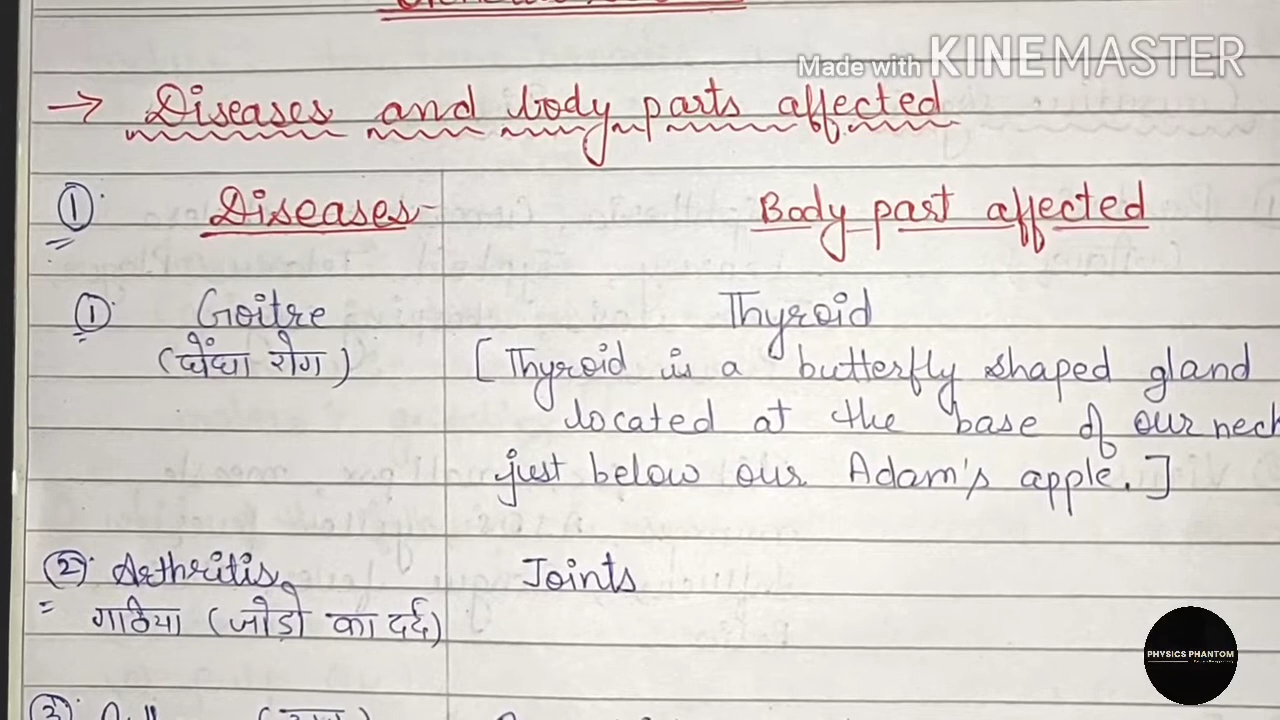 Made with KINEMASTER
→ Diseases and body parts affected
① Diseases- Body part affected
① Goitre Thyroid
(घेंघा रोग) [Thyroid is a butterfly shaped gland
located at the base of our neck
just below our Adam's apple.]
② Arthritis Joints
गठिया (जोड़ो का दर्द)
③
PHYSICS PHANTOM